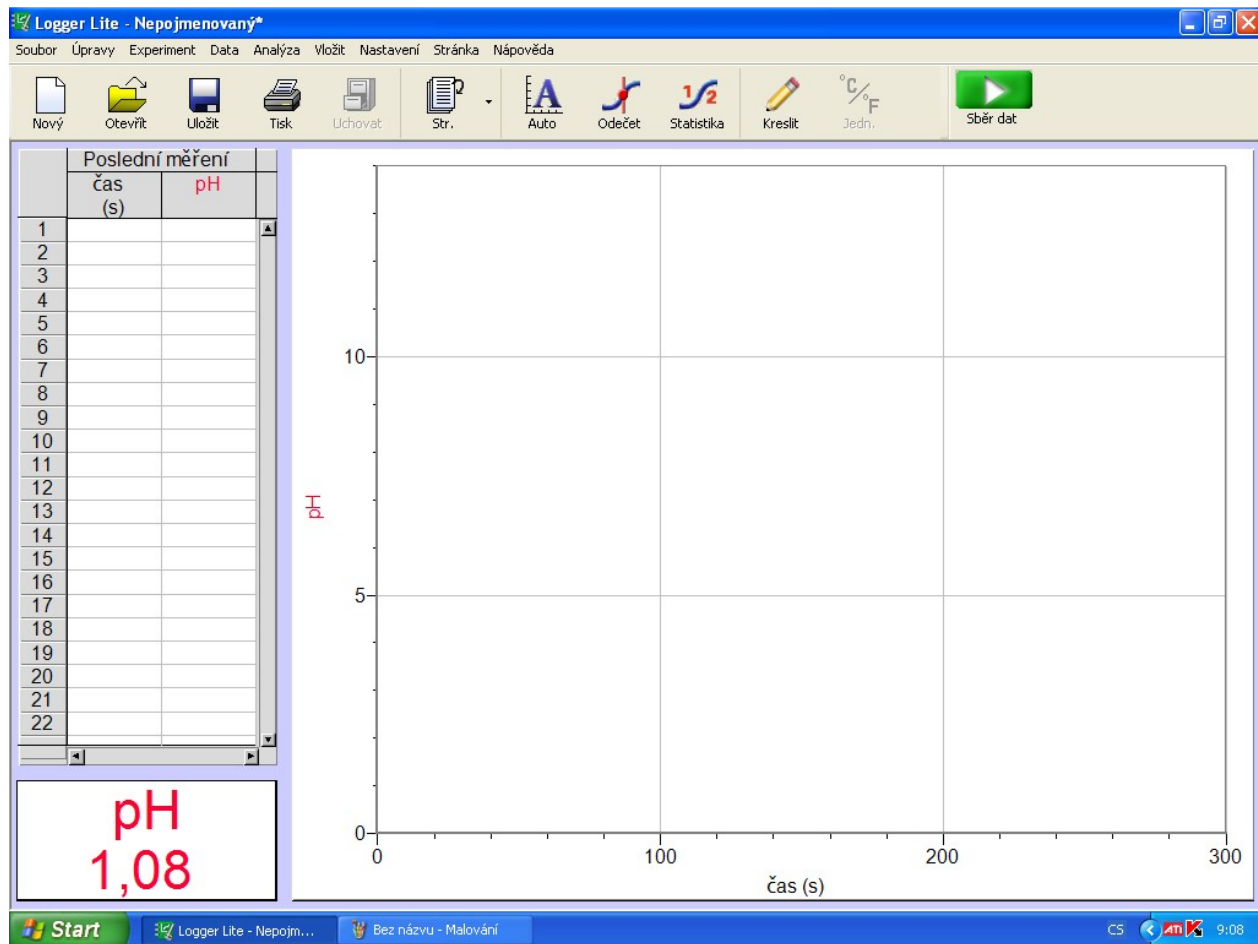 Logger Lite - Nepojmenovaný*
Soubor Úpravy Experiment Data Analýza Vložit Nastavení Stránka Nápověda
Nový Otevřít Uložit Tisk Uchovat Str. Auto Odečet Statistika Kreslit Jedn. Sběr dat
Poslední měření
čas pH
(s)
1
2
3
4
5
6
7
8
9
10
11
12
13
14
15
16
17
18
19
20
21
22
pH
1,08
pH
10
5
0
0 100 200 300
čas (s)
Start Logger Lite - Nepojm... Bez názvu - Malování CS ATI 9:08